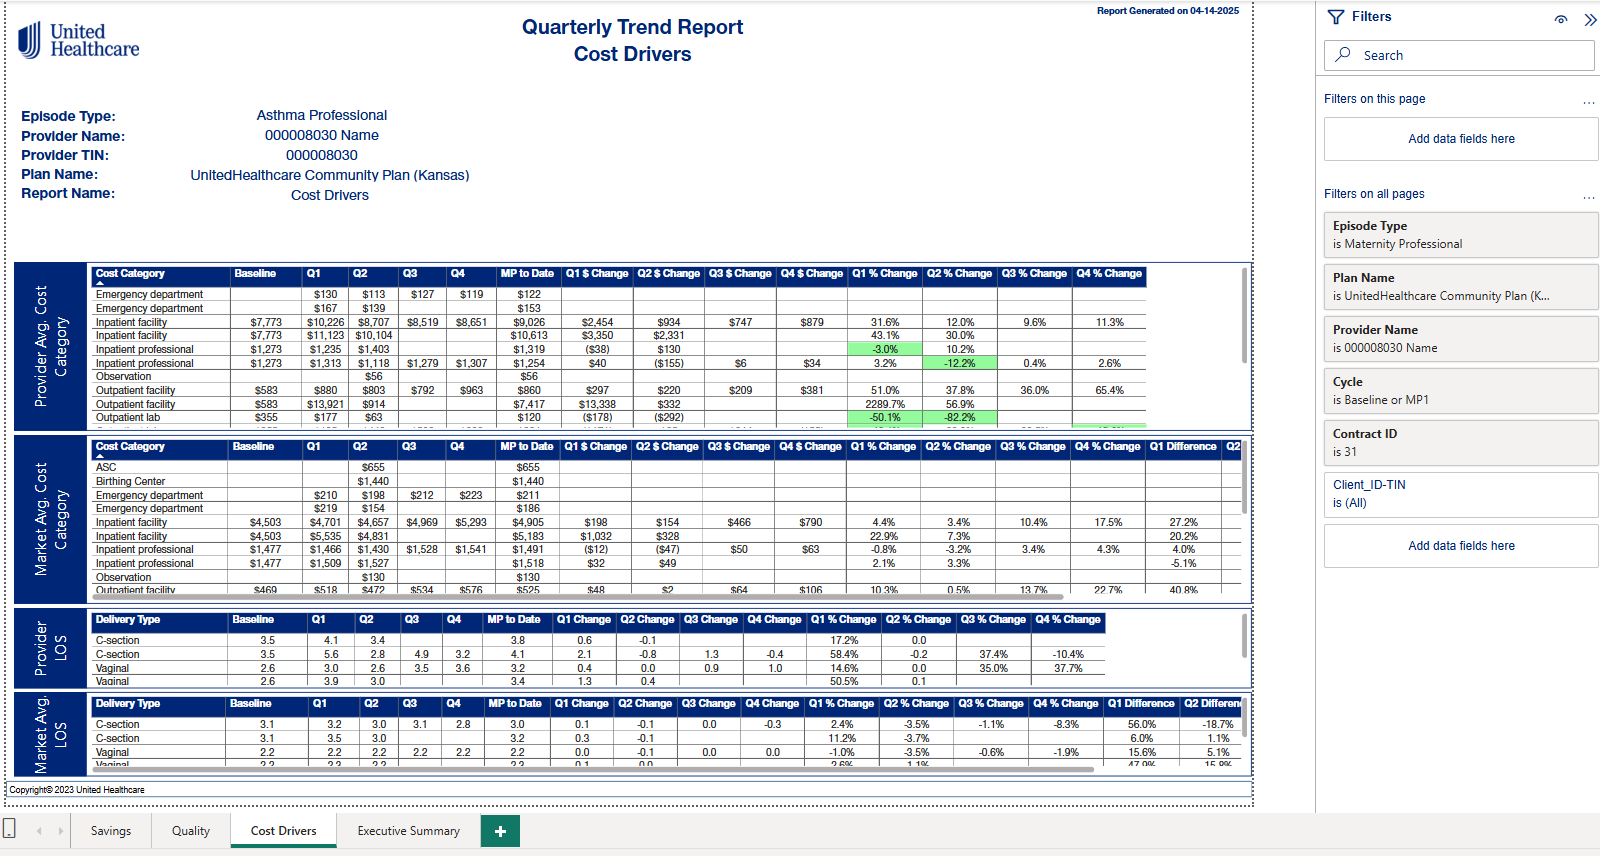 Report Generated on 04-14-2025
United
Healthcare
Quarterly Trend Report
Cost Drivers
Episode Type: Asthma Professional
Provider Name: 000008030 Name
Provider TIN: 000008030
Plan Name: UnitedHealthcare Community Plan (Kansas)
Report Name: Cost Drivers
Provider Avg. Cost
Category
Cost Category Baseline Q1 Q2 Q3 Q4 MP to Date Q1 $ Change Q2 $ Change Q3 $ Change Q4 $ Change Q1 % Change Q2 % Change Q3 % Change Q4 % Change
Emergency department $130 $113 $127 $119 $122
Emergency department $167 $139 $153
Inpatient facility $7,773 $10,226 $8,707 $8,519 $8,651 $9,026 $2,454 $934 $747 $879 31.6% 12.0% 9.6% 11.3%
Inpatient facility $7,773 $11,123 $10,104 $10,613 $3,350 $2,331 43.1% 30.0%
Inpatient professional $1,273 $1,235 $1,403 $1,319 ($38) $130 -3.0% 10.2%
Inpatient professional $1,273 $1,313 $1,118 $1,279 $1,307 $1,254 $40 ($155) $6 $34 3.2% -12.2% 0.4% 2.6%
Observation $56 $56
Outpatient facility $583 $880 $803 $792 $963 $860 $297 $220 $209 $381 51.0% 37.8% 36.0% 65.4%
Outpatient facility $583 $13,921 $914 $7,417 $13,338 $332 2289.7% 56.9%
Outpatient lab $355 $177 $63 $120 ($178) ($292) -50.1% -82.2%
Market Avg. Cost
Category
Cost Category Baseline Q1 Q2 Q3 Q4 MP to Date Q1 $ Change Q2 $ Change Q3 $ Change Q4 $ Change Q1 % Change Q2 % Change Q3 % Change Q4 % Change Q1 Difference Q2
ASC $655 $655
Birthing Center $1,440 $1,440
Emergency department $210 $198 $212 $223 $211
Emergency department $219 $154 $186
Inpatient facility $4,503 $4,701 $4,657 $4,969 $5,293 $4,905 $198 $154 $466 $790 4.4% 3.4% 10.4% 17.5% 27.2%
Inpatient facility $4,503 $5,535 $4,831 $5,183 $1,032 $328 22.9% 7.3% 20.2%
Inpatient professional $1,477 $1,466 $1,430 $1,528 $1,541 $1,491 ($12) ($47) $50 $63 -0.8% -3.2% 3.4% 4.3% 4.0%
Inpatient professional $1,477 $1,509 $1,527 $1,518 $32 $49 2.1% 3.3% -5.1%
Observation $130 $130
Outpatient facility $469 $518 $472 $534 $576 $525 $48 $2 $64 $106 10.3% 0.5% 13.7% 22.7% 40.8%
Provider
LOS
Delivery Type Baseline Q1 Q2 Q3 Q4 MP to Date Q1 Change Q2 Change Q3 Change Q4 Change Q1 % Change Q2 % Change Q3 % Change Q4 % Change
C-section 3.5 4.1 3.4 3.8 0.6 -0.1 17.2% 0.0
C-section 3.5 5.6 2.8 4.9 3.2 4.1 2.1 -0.8 1.3 -0.4 58.4% -0.2 37.4% -10.4%
Vaginal 2.6 3.0 2.6 3.5 3.6 3.2 0.4 0.0 0.9 1.0 14.6% 0.0 35.0% 37.7%
Vaginal 2.6 3.9 3.0 3.4 1.3 0.4 50.5% 0.1
Market Avg.
LOS
Delivery Type Baseline Q1 Q2 Q3 Q4 MP to Date Q1 Change Q2 Change Q3 Change Q4 Change Q1 % Change Q2 % Change Q3 % Change Q4 % Change Q1 Difference Q2 Differen
C-section 3.1 3.2 3.0 3.1 2.8 3.0 0.1 -0.1 0.0 -0.3 2.4% -3.5% -1.1% -8.3% 56.0% -18.7%
C-section 3.1 3.5 3.0 3.2 0.3 -0.1 11.2% -3.7% 6.0% 1.1%
Vaginal 2.2 2.2 2.2 2.2 2.2 2.2 0.0 -0.1 0.0 0.0 -1.0% -3.5% -0.6% -1.9% 15.6% 5.1%
Vaginal
Copyright© 2023 United Healthcare
Savings
Quality
Cost Drivers
Executive Summary
+
Filters
Search
Filters on this page ...
Add data fields here
Filters on all pages ...
Episode Type
is Maternity Professional
Plan Name
is UnitedHealthcare Community Plan (K...
Provider Name
is 000008030 Name
Cycle
is Baseline or MP1
Contract ID
is 31
Client_ID-TIN
is (All)
Add data fields here